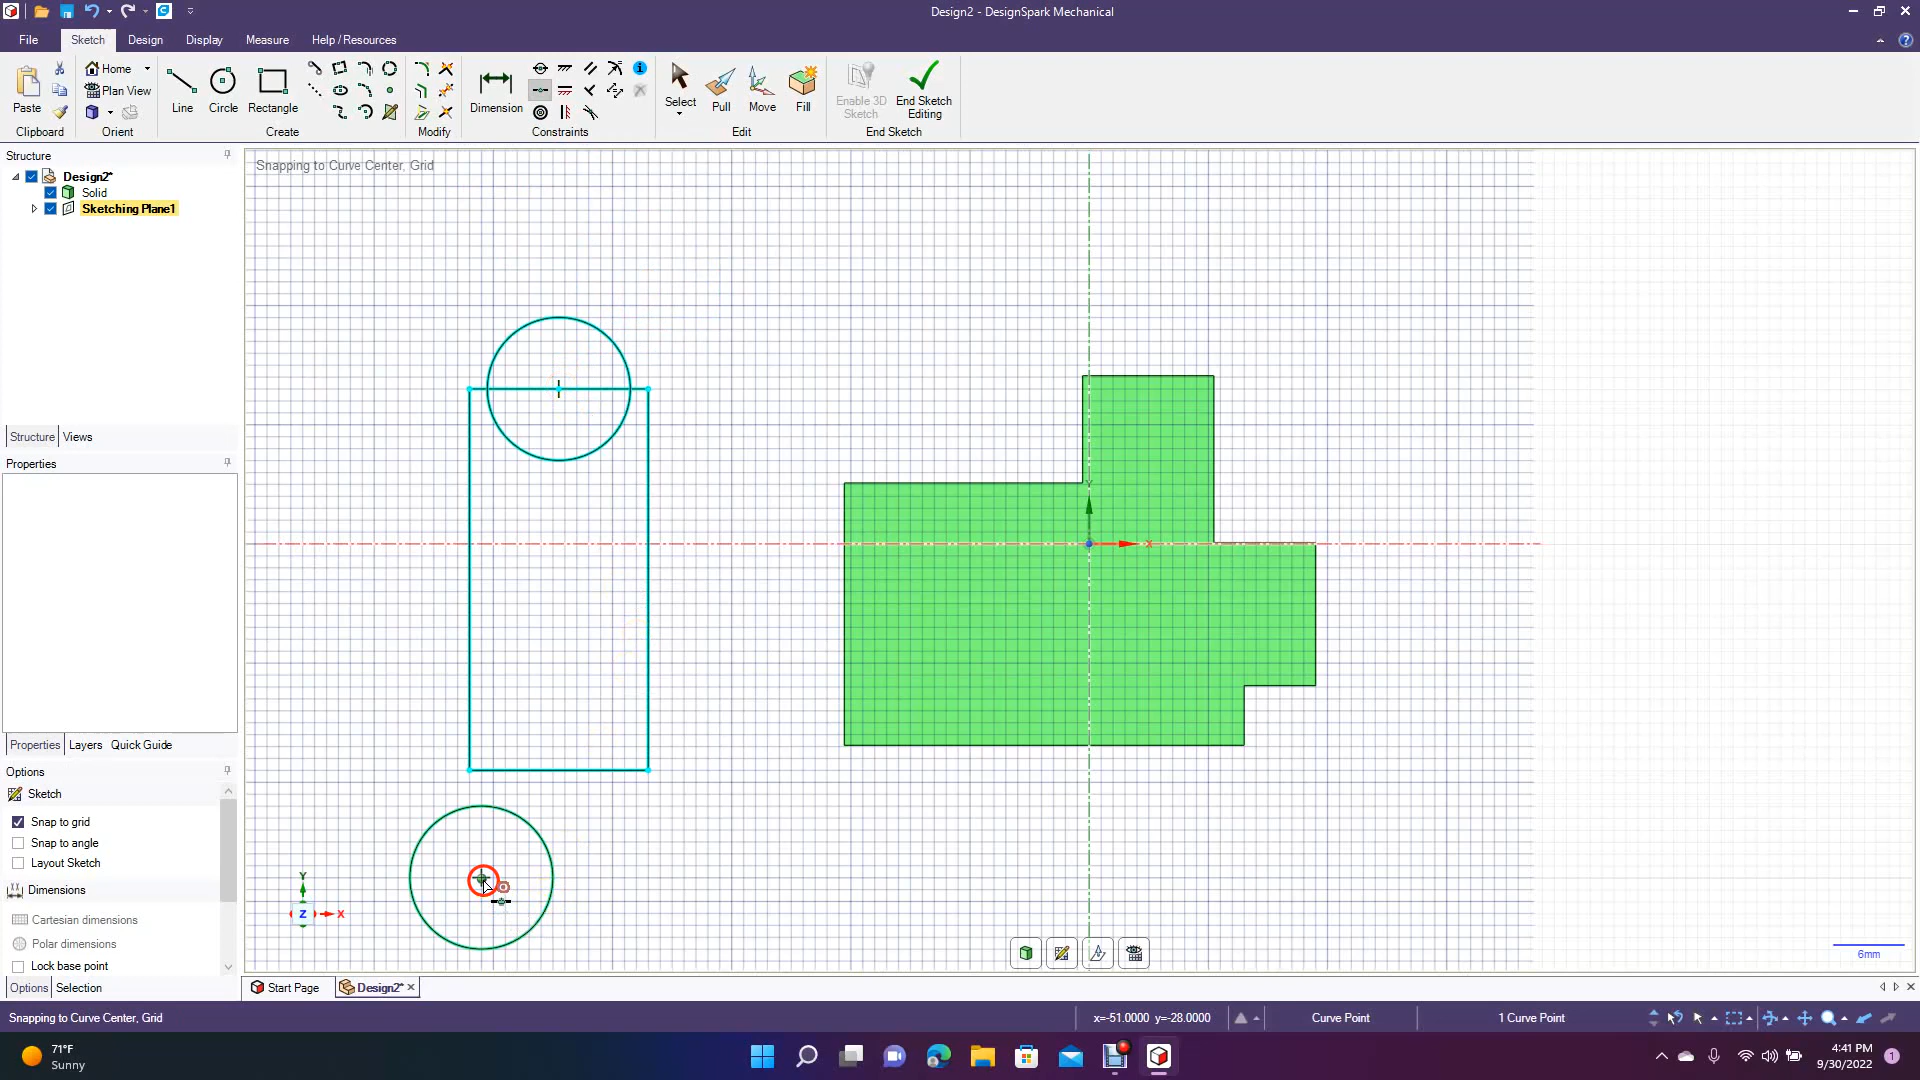 Design2 - DesignSpark Mechanical
File Sketch Design Display Measure Help / Resources
Home
Plan View
Paste
Line Circle Rectangle
Dimension
Select Pull Move Fill
Enable 3D Sketch
End Sketch Editing
Clipboard Orient Create Modify Constraints Edit End Sketch
Structure
Design2*
Solid
Sketching Plane1
Structure Views
Properties
Properties Layers Quick Guide
Options
Sketch
Snap to grid
Snap to angle
Layout Sketch
Dimensions
Cartesian dimensions
Polar dimensions
Lock base point
Options Selection
Snapping to Curve Center, Grid
Y
X
Y
Z X
6mm
Start Page Design2*
Snapping to Curve Center, Grid x=-51.0000 y=-28.0000 Curve Point 1 Curve Point
71°F
Sunny
4:41 PM
9/30/2022
1